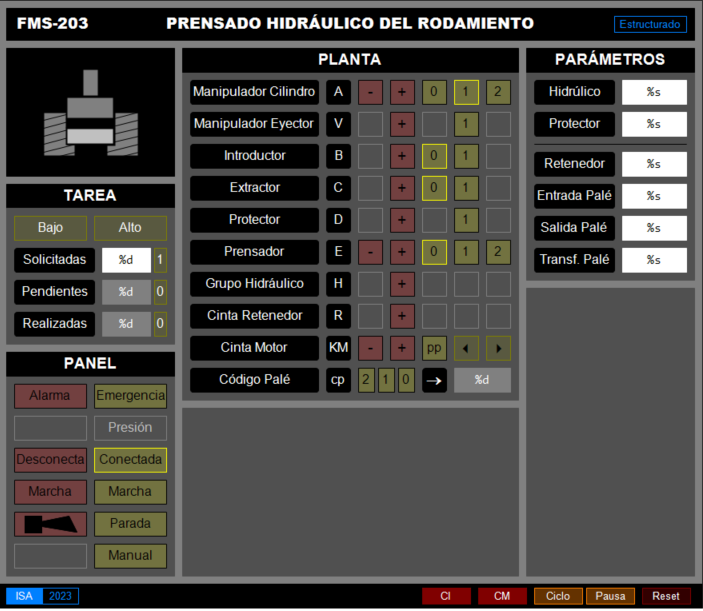 FMS-203 PRENSADO HIDRÁULICO DEL RODAMIENTO Estructurado
PLANTA
Manipulador Cilindro A - + 0 1 2
Manipulador Eyector V + 1
Introductor B + 0 1
Extractor C + 0 1
Protector D + 1
Prensador E - + 0 1 2
Grupo Hidráulico H +
Cinta Retenedor R +
Cinta Motor KM - + pp ◄ ►
Código Palé cp 2 1 0 → %d
PARÁMETROS
Hidrúlico %s
Protector %s
Retenedor %s
Entrada Palé %s
Salida Palé %s
Transf. Palé %s
TAREA
Bajo Alto
Solicitadas %d 1
Pendientes %d 0
Realizadas %d 0
PANEL
Alarma Emergencia
Presión
Desconecta Conectada
Marcha Marcha
Parada
Manual
ISA 2023 CI CM Ciclo Pausa Reset